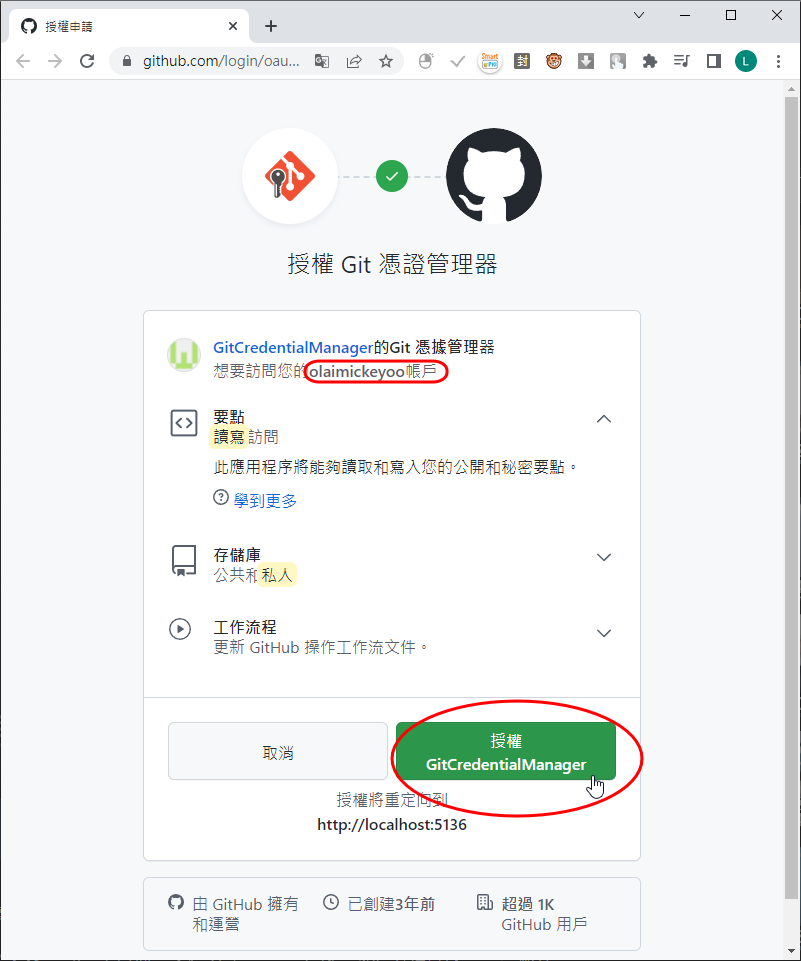 授權申請
github.com/login/oau...
Smart
PKO
封
L
授權 Git 憑證管理器
GitCredentialManager的Git 憑據管理器
想要訪問您的olaimickeyoo帳戶
要點
讀寫訪問
此應用程序將能夠讀取和寫入您的公開和秘密要點。
學到更多
存儲庫
公共和私人
工作流程
更新 GitHub 操作工作流文件。
取消
授權
GitCredentialManager
授權將重定向到
http://localhost:5136
由 GitHub 擁有
和運營
已創建3年前
超過 1K
GitHub 用戶